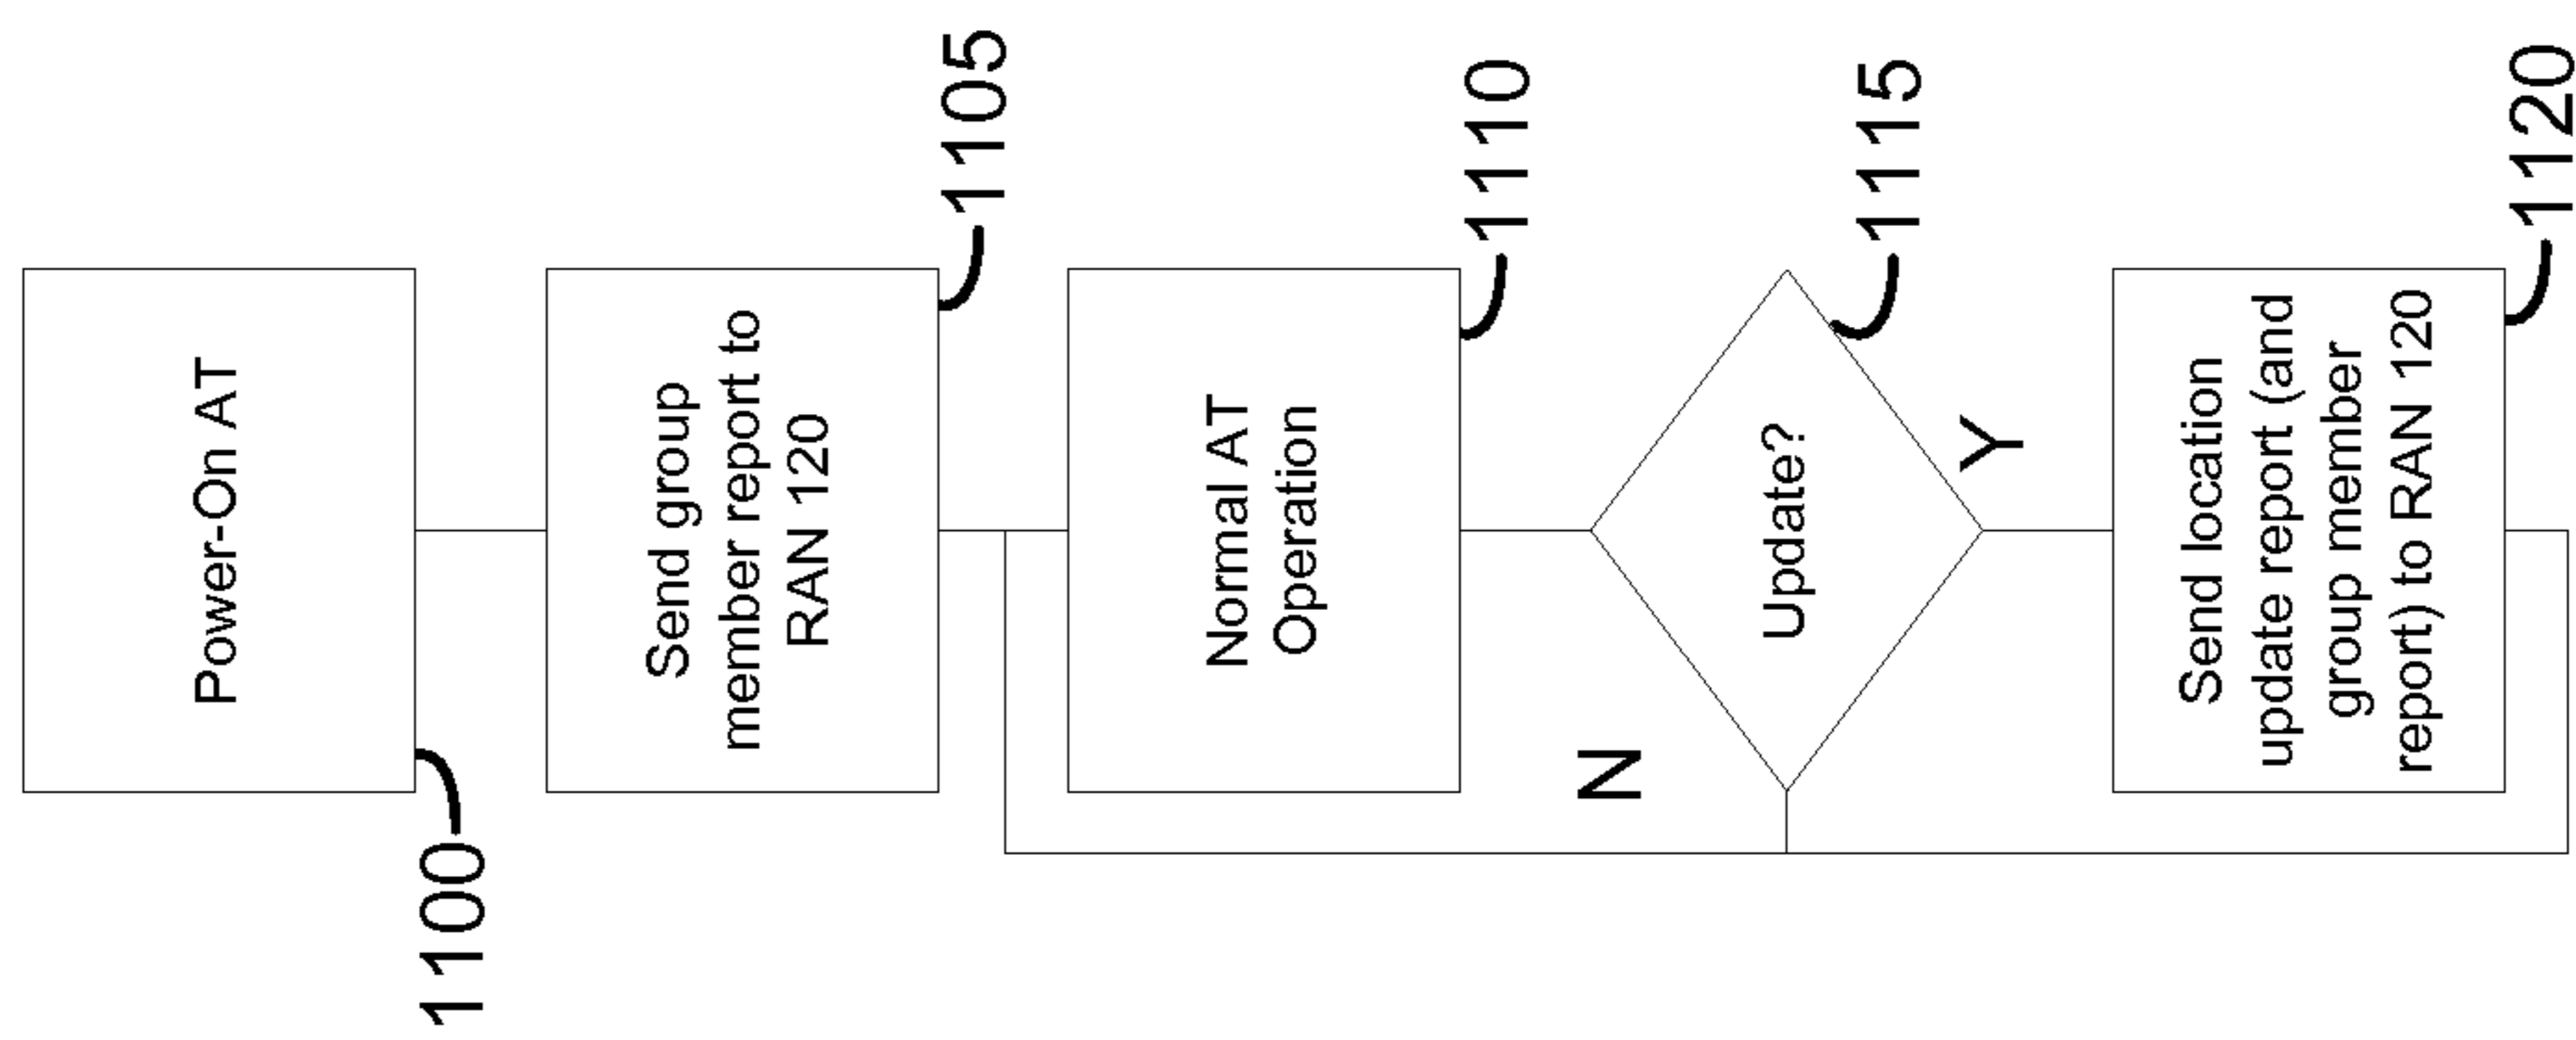 Power-On AT
1100
Send group
member report to
RAN 120
1105
Normal AT
Operation
1110
Update?
1115
N
Y
Send location
update report (and
group member
report) to RAN 120
1120